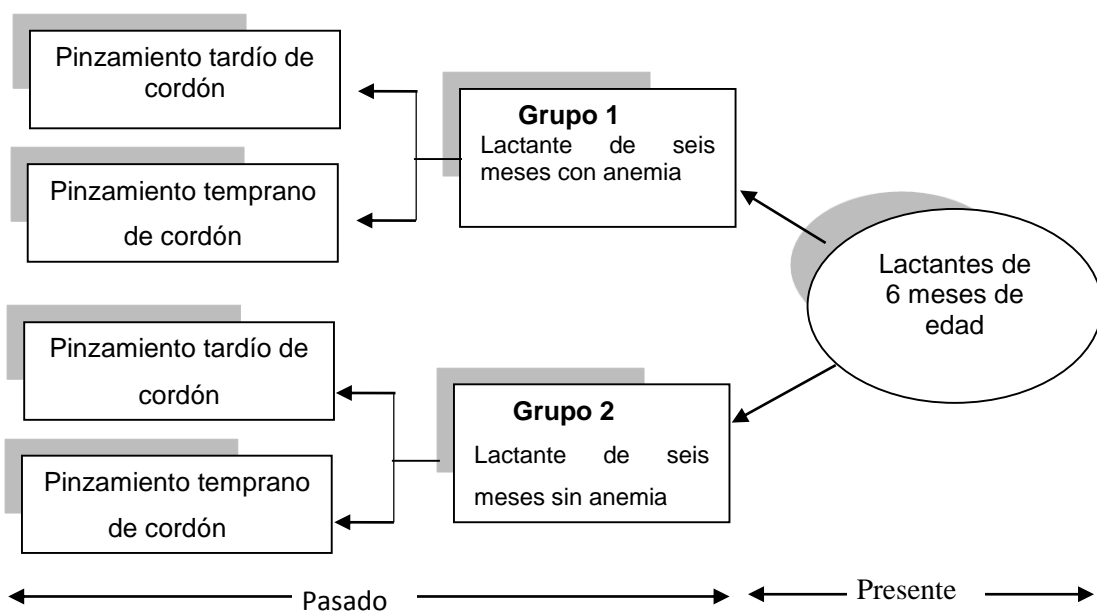 Pinzamiento tardío de
cordón
Pinzamiento temprano
de cordón
Grupo 1
Lactante de seis
meses con anemia
Lactantes de
6 meses de
edad
Pinzamiento tardío de
cordón
Pinzamiento temprano
de cordón
Grupo 2
Lactante de seis
meses sin anemia
Pasado
Presente